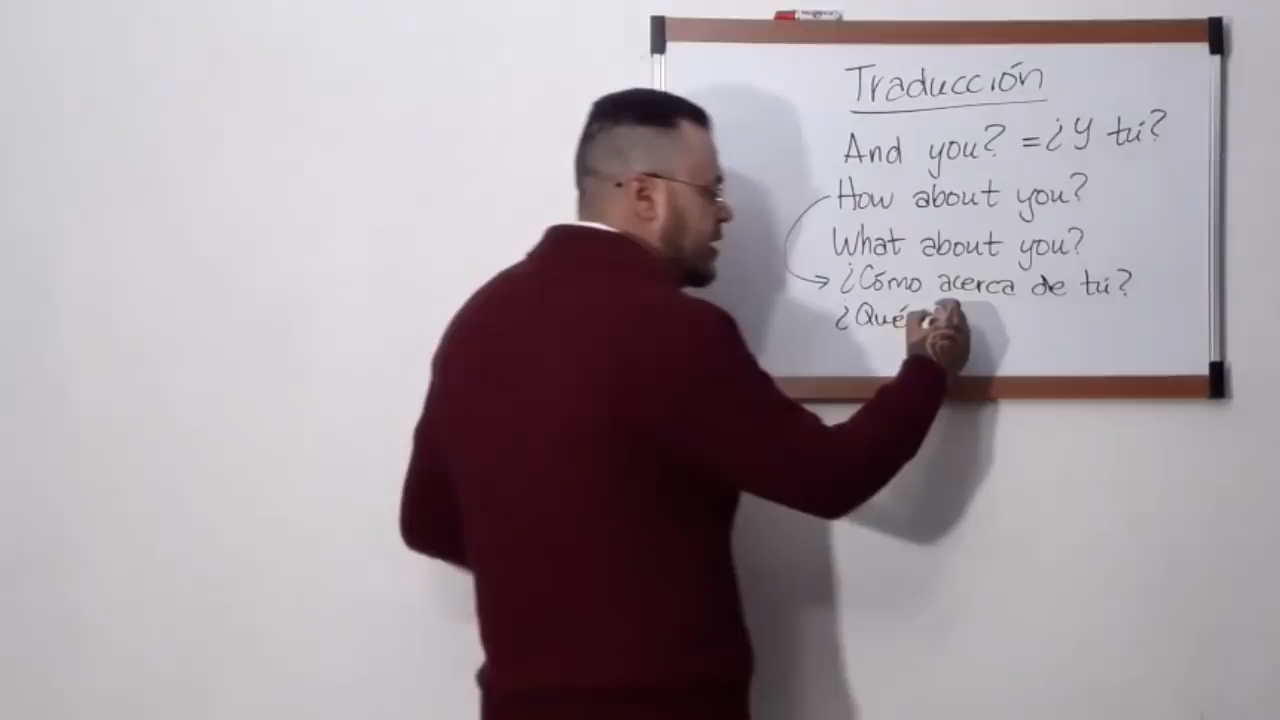 Traducción
And you? = ¿Y tú?
How about you?
What about you?
¿Cómo acerca de tú?
¿Qué